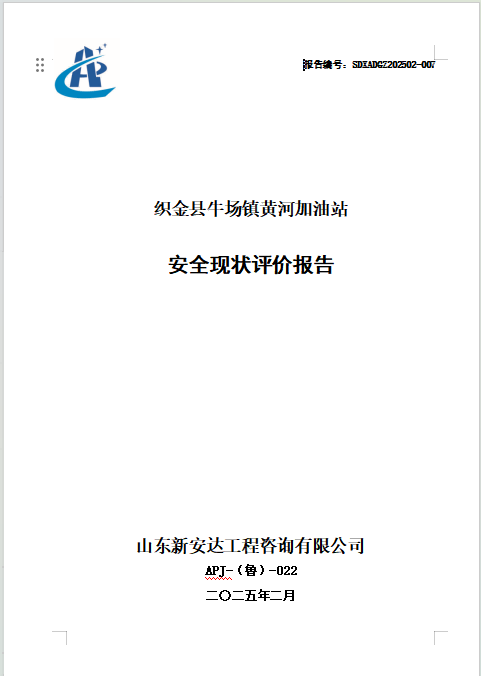 报告编号：SDXADGZ202502-007
织金县牛场镇黄河加油站
安全现状评价报告
山东新安达工程咨询有限公司
APJ-（鲁）-022
二〇二五年二月